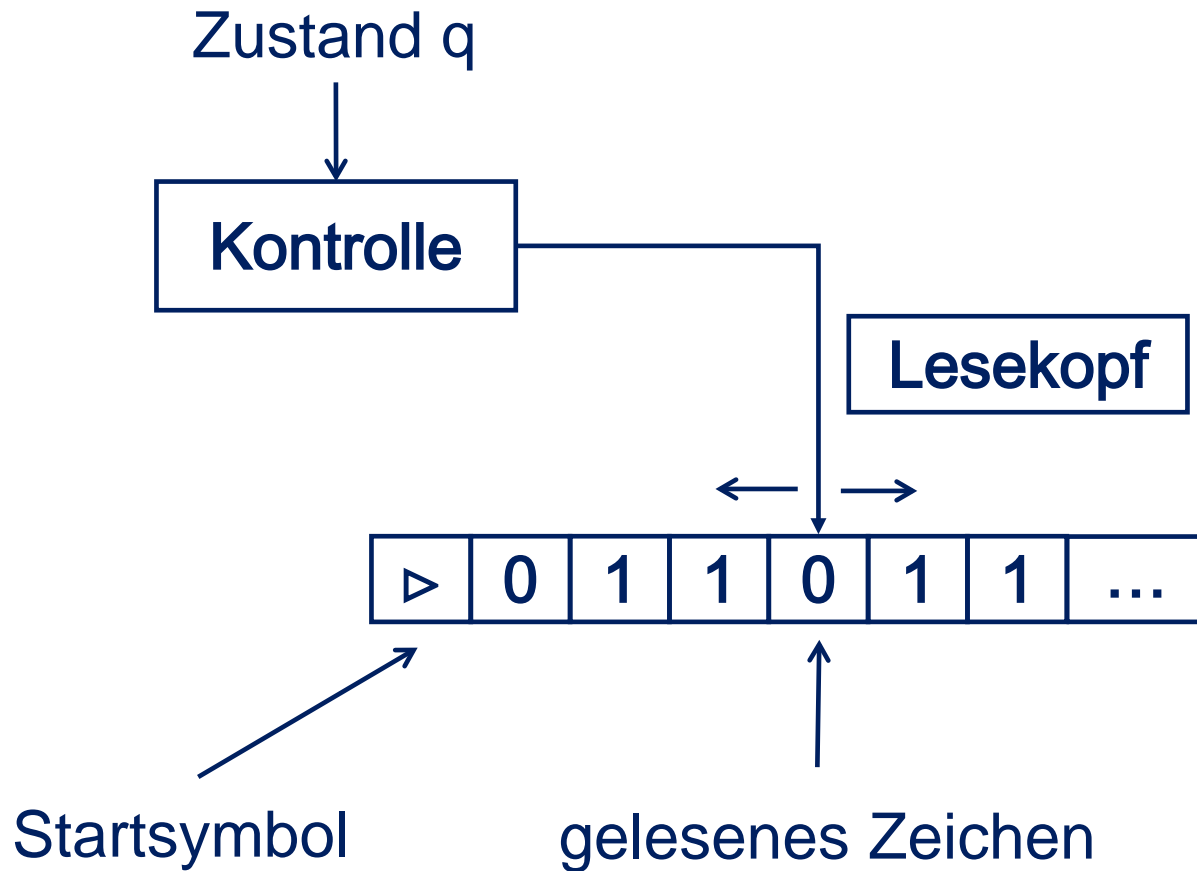 Zustand q
Kontrolle
Lesekopf
▷ 0 1 1 0 1 1 ...
Startsymbol
gelesenes Zeichen